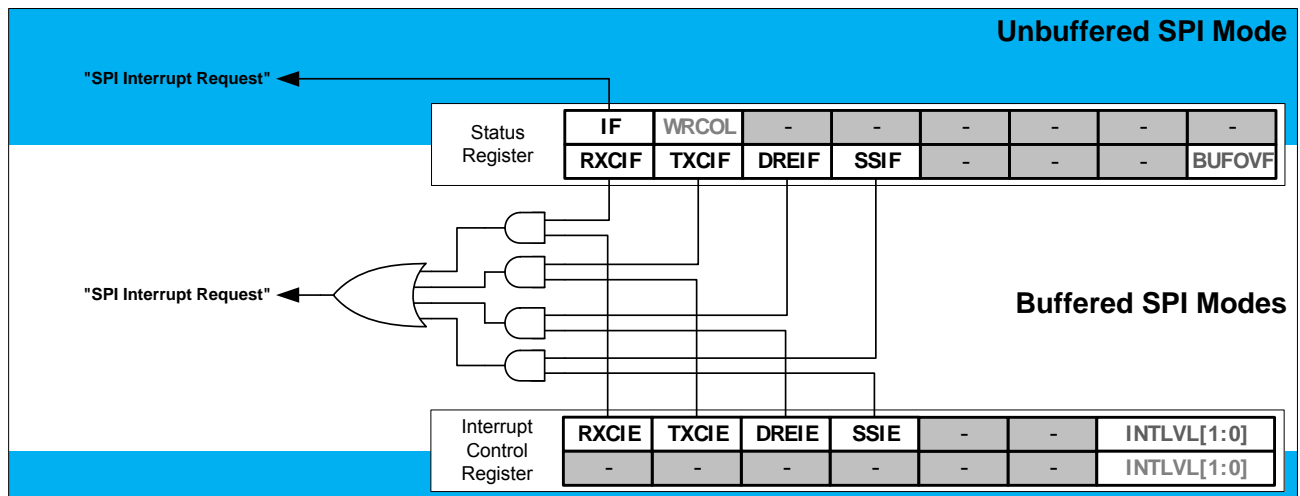 Unbuffered SPI Mode
"SPI Interrupt Request"
Status
Register
IF WRCOL - - - - - -
RXCIF TXCIF DREIF SSIF - - - BUFOVF
"SPI Interrupt Request"
Buffered SPI Modes
Interrupt
Control
Register
RXCIE TXCIE DREIE SSIE - - INTLVL[1:0]
- - - - - - INTLVL[1:0]